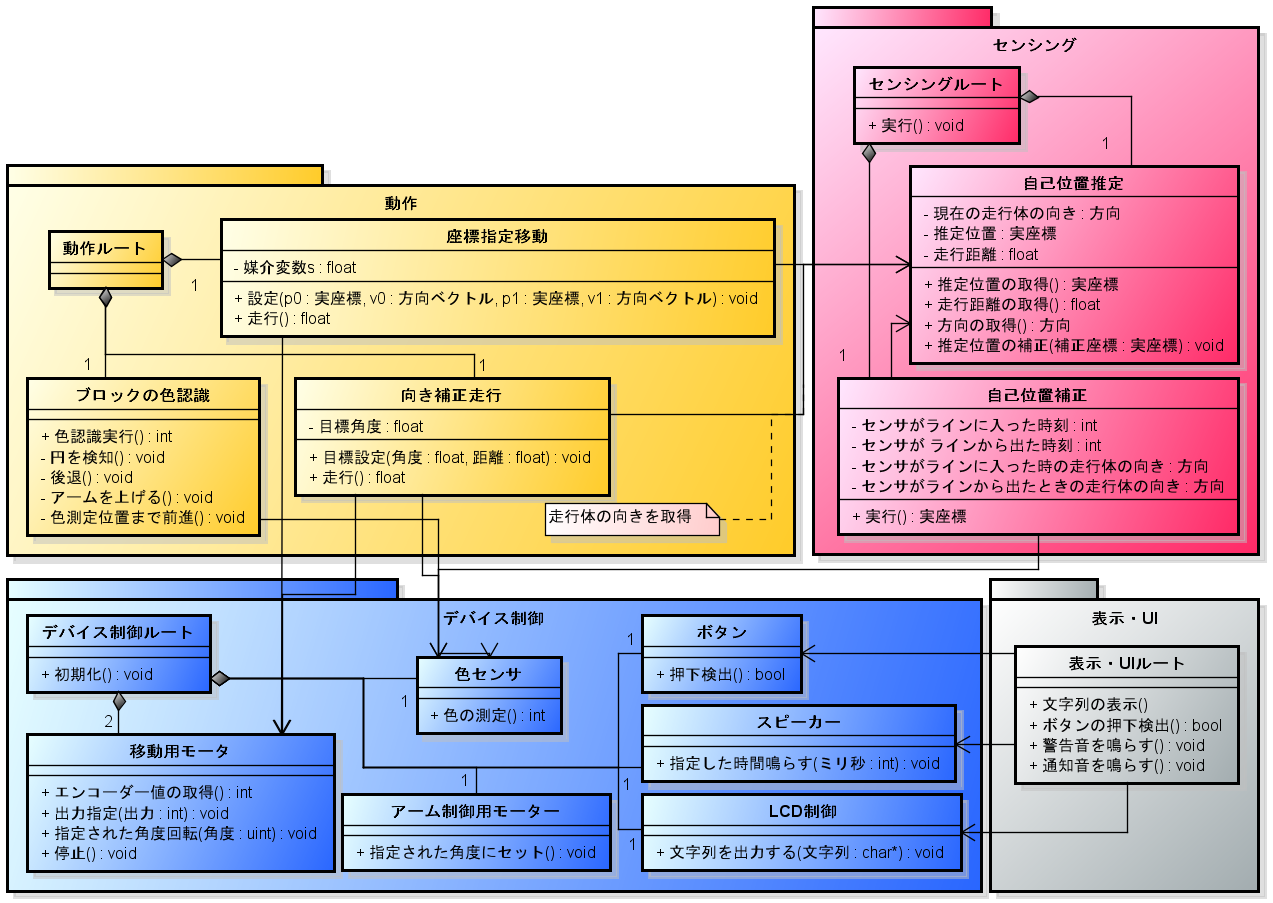 センシング
センシングルート
+ 実行() : void
1
自己位置推定
- 現在の走行体の向き : 方向
- 推定位置 : 実座標
- 走行距離 : float
+ 推定位置の取得() : 実座標
+ 走行距離の取得() : float
+ 方向の取得() : 方向
+ 推定位置の補正(補正座標 : 実座標) : void
1
自己位置補正
- センサがラインに入った時刻 : int
- センサが ラインから出た時刻 : int
- センサがラインに入った時の走行体の向き : 方向
- センサがラインから出たときの走行体の向き : 方向
+ 実行() : 実座標
動作
動作ルート
1
座標指定移動
- 媒介変数s : float
+ 設定(p0 : 実座標, v0 : 方向ベクトル, p1 : 実座標, v1 : 方向ベクトル) : void
+ 走行() : float
1
ブロックの色認識
+ 色認識実行() : int
- 円を検知() : void
- 後退() : void
- アームを上げる() : void
- 色測定位置まで前進() : void
1
向き補正走行
- 目標角度 : float
+ 目標設定(角度 : float, 距離 : float) : void
+ 走行() : float
走行体の向きを取得
デバイス制御
デバイス制御ルート
+ 初期化() : void
2
移動用モータ
+ エンコーダー値の取得() : int
+ 出力指定(出力 : int) : void
+ 指定された角度回転(角度 : uint) : void
+ 停止() : void
1
色センサ
+ 色の測定() : int
1
アーム制御用モーター
+ 指定された角度にセット() : void
1
ボタン
+ 押下検出() : bool
スピーカー
+ 指定した時間鳴らす(ミリ秒 : int) : void
1
LCD制御
+ 文字列を出力する(文字列 : char*) : void
1
表示・UI
表示・UIルート
+ 文字列の表示()
+ ボタンの押下検出() : bool
+ 警告音を鳴らす() : void
+ 通知音を鳴らす() : void